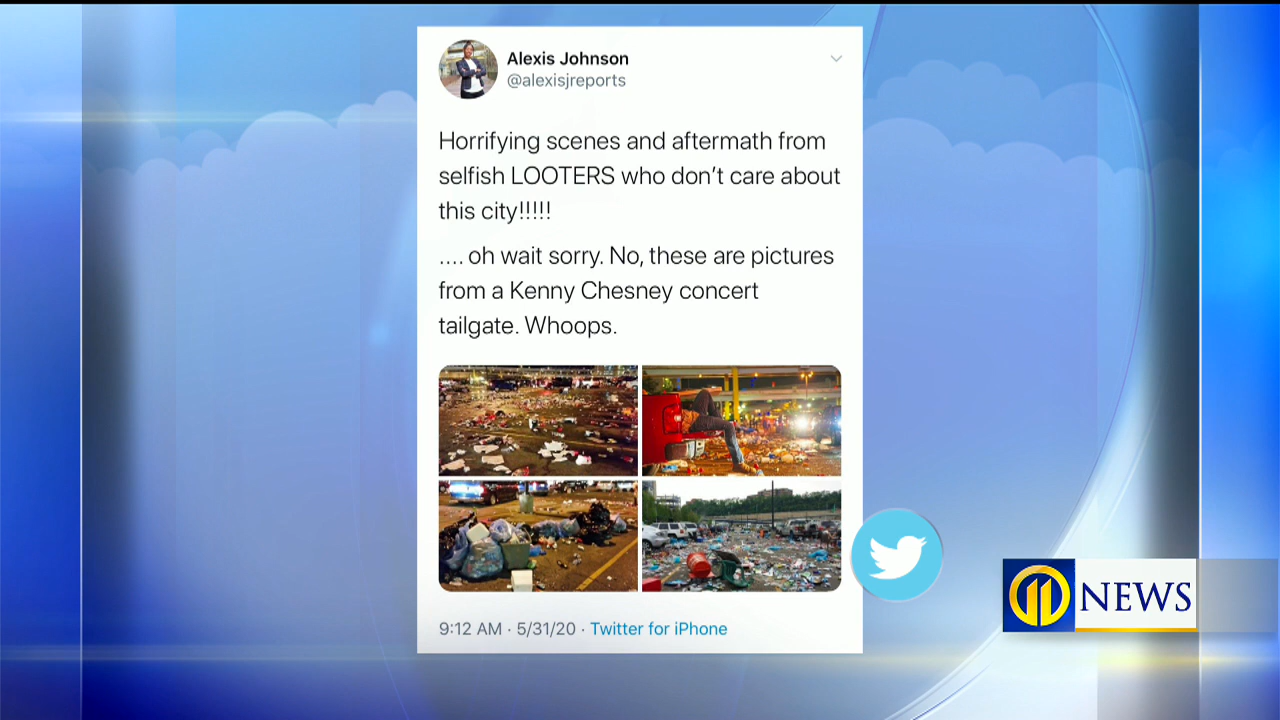 Alexis Johnson
@alexisjreports
Horrifying scenes and aftermath from
selfish LOOTERS who don't care about
this city!!!!!
.... oh wait sorry. No, these are pictures
from a Kenny Chesney concert
tailgate. Whoops.
9:12 AM · 5/31/20 · Twitter for iPhone
11 NEWS